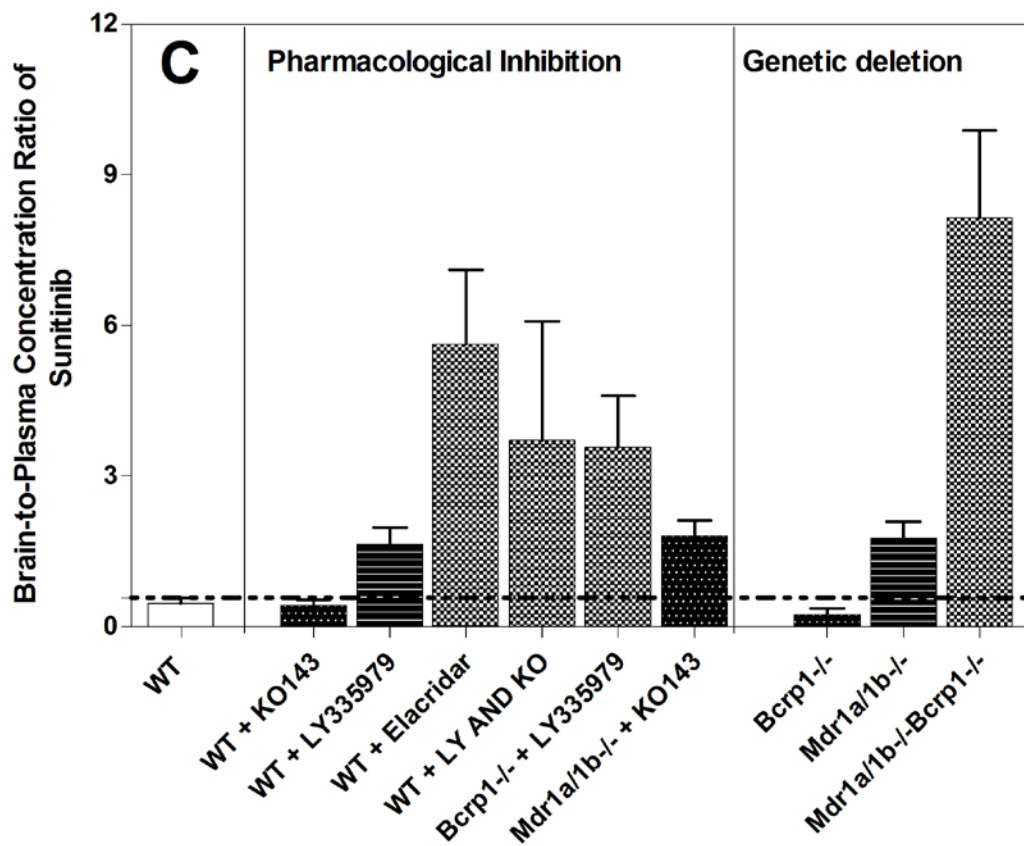 Brain-to-Plasma Concentration Ratio of
Sunitinib
12
9
6
3
0
C
Pharmacological Inhibition
Genetic deletion
WT
WT + KO143
WT + LY335979
WT + Elacridar
WT + LY AND KO
Bcrp1-/- + LY335979
Mdr1a/1b-/- + KO143
Bcrp1-/-
Mdr1a/1b-/-
Mdr1a/1b-/-Bcrp1-/-